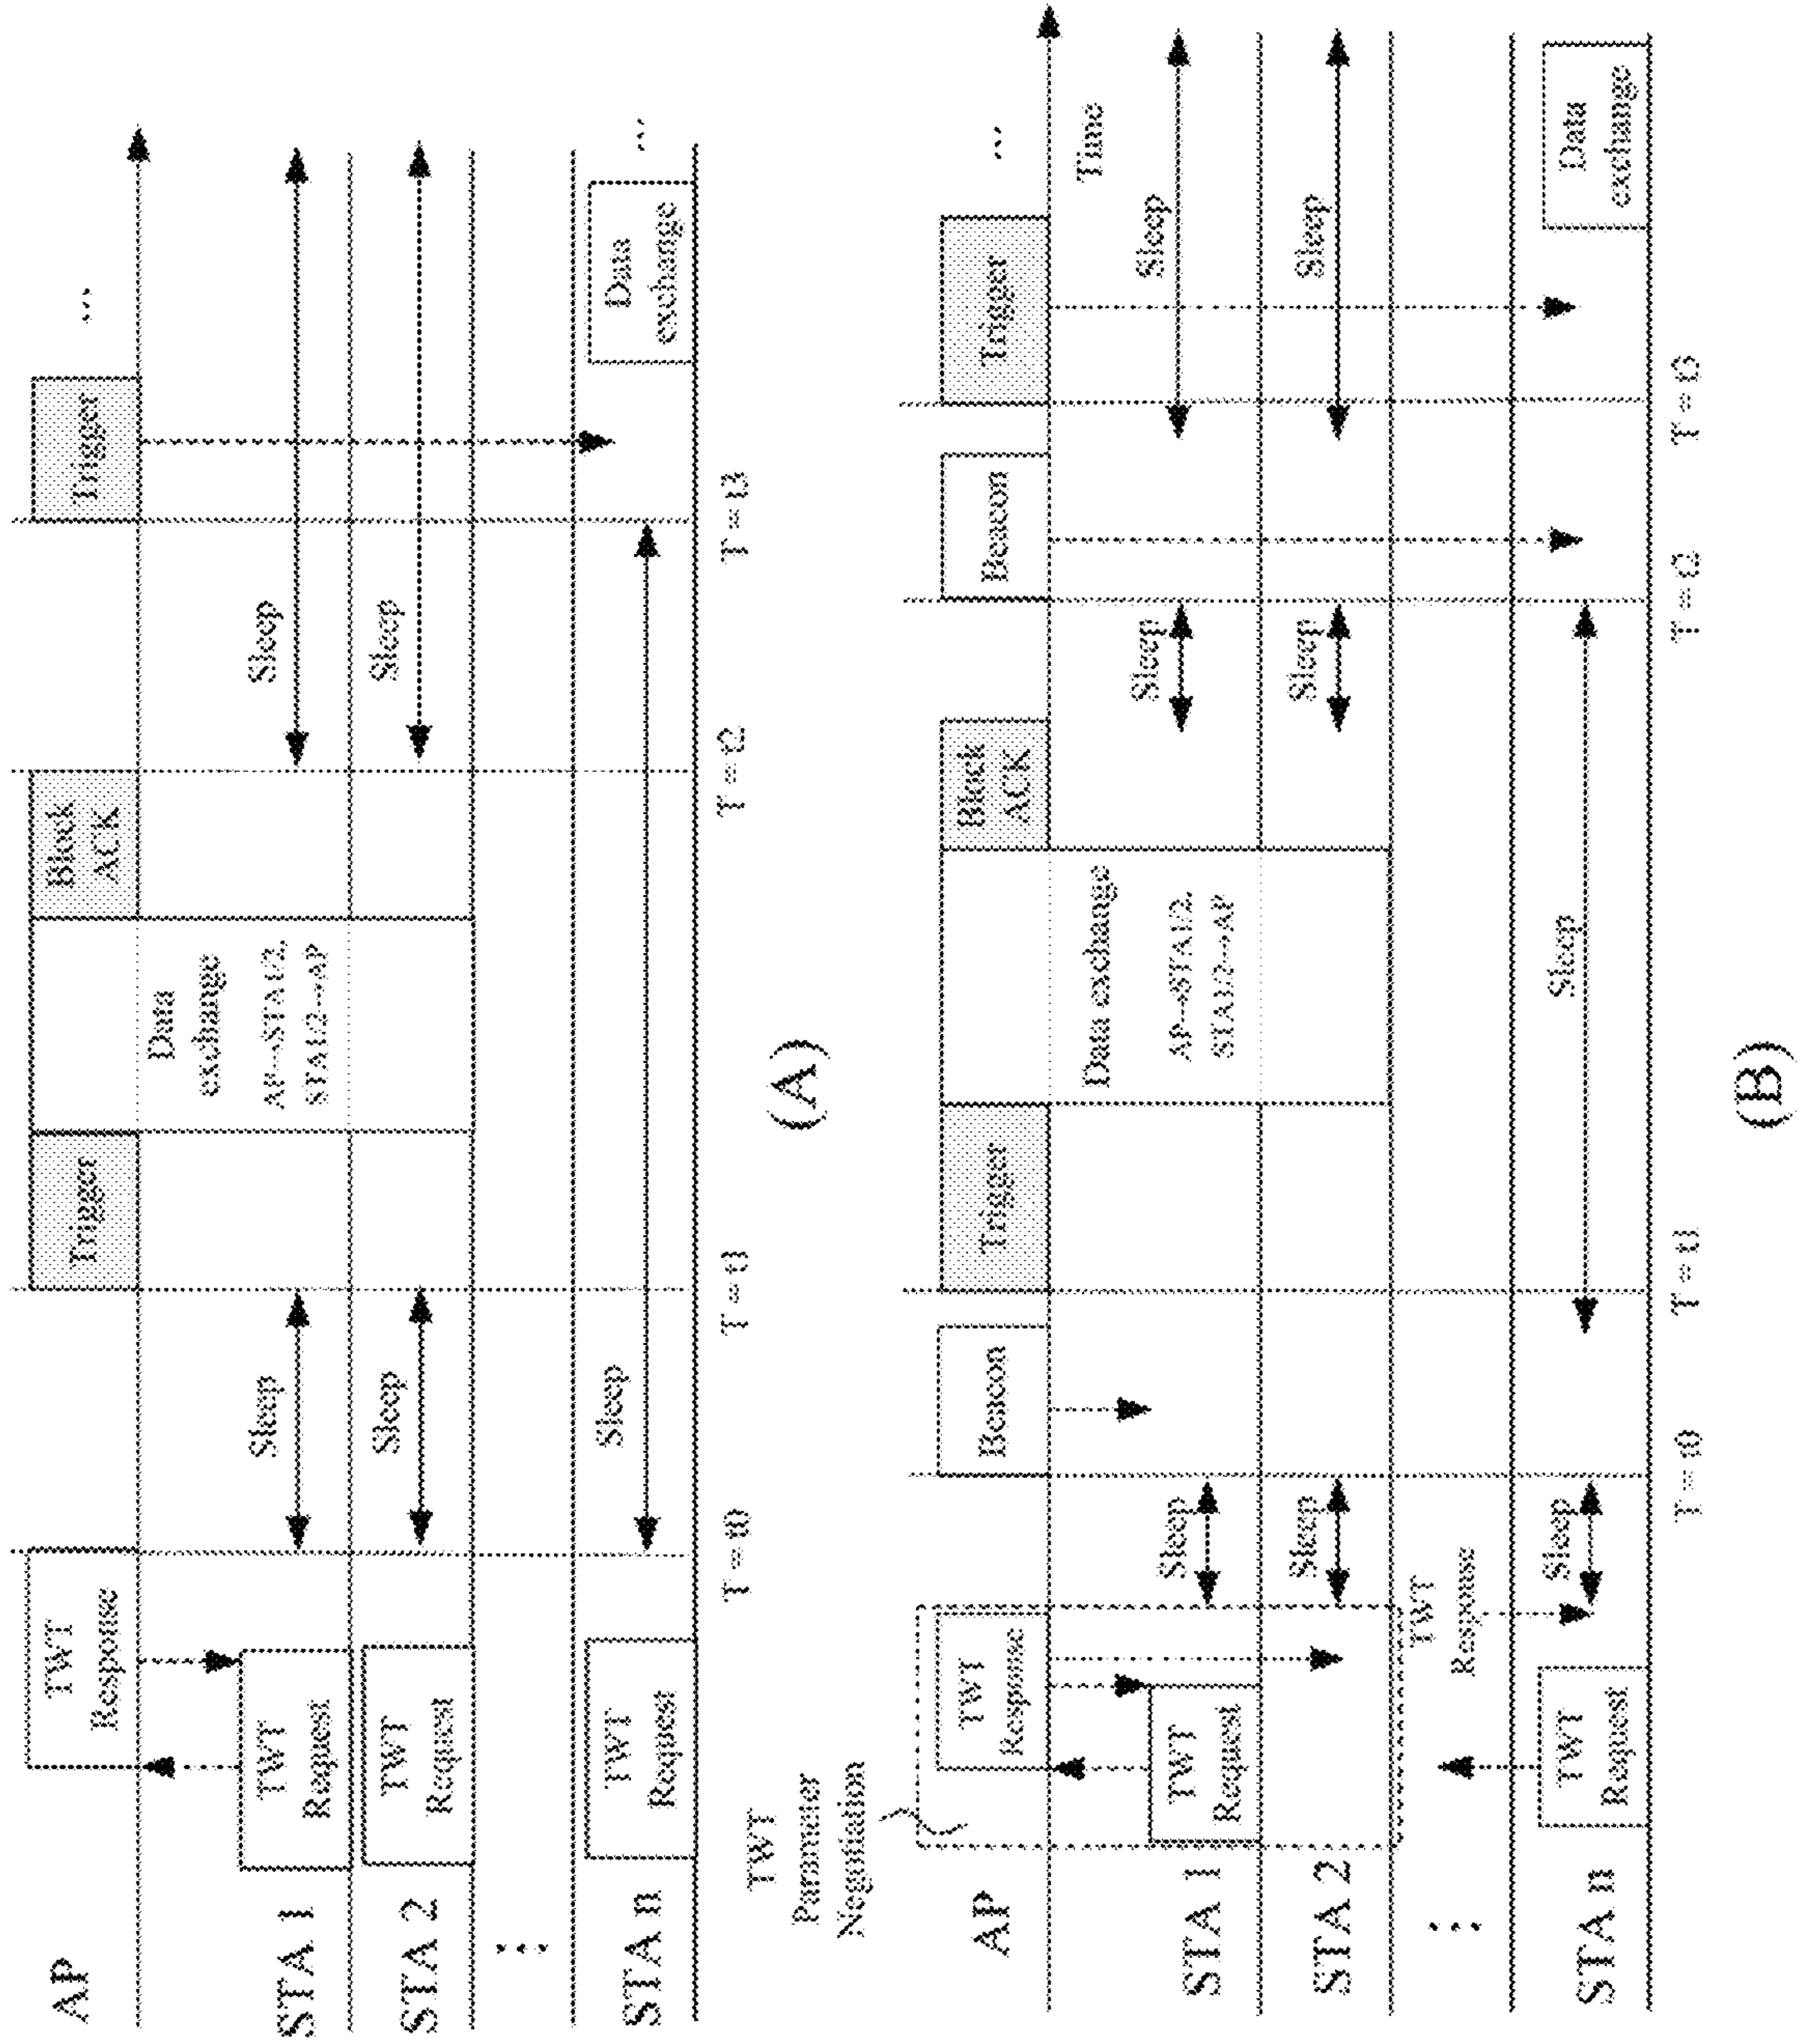 AP
TWT
Response
Trigger
Block
ACK
Trigger
...
STA 1
TWT
Request
Sleep
Data
exchange
AP→STA1/2,
STA1/2→AP
Sleep
STA 2
TWT
Request
Sleep
Sleep
⋮
STA n
TWT
Request
Sleep
Data
exchange
...
T=t0
T=t1
T=t2
T=t3
(A)
TWT
Parameter
Negotiation
AP
TWT
Response
Beacon
Trigger
Block
ACK
Beacon
Trigger
...
Time
STA 1
TWT
Request
Sleep
Data exchange
AP→STA1/2,
STA1/2→AP
Sleep
Sleep
STA 2
Sleep
Sleep
Sleep
⋮
TWT
Response
STA n
TWT
Request
Sleep
Sleep
Data
exchange
T=t0
T=t1
T=t2
T=t3
(B)